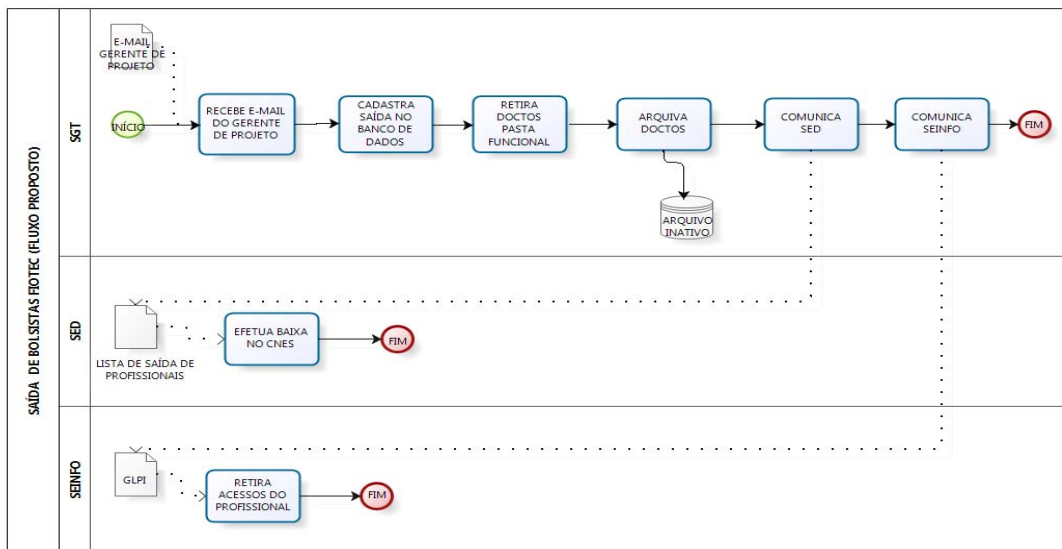 SAÍDA DE BOLSISTAS FIOTEC (FLUXO PROPOSTO)
SGT
E-MAIL
GERENTE DE
PROJETO
INÍCIO
RECEBE E-MAIL
DO GERENTE
DE PROJETO
CADASTRA
SAÍDA NO
BANCO DE
DADOS
RETIRA
DOCTOS
PASTA
FUNCIONAL
ARQUIVA
DOCTOS
COMUNICA
SED
COMUNICA
SEINFO
FIM
ARQUIVO
INATIVO
SED
LISTA DE SAÍDA DE
PROFISSIONAIS
EFETUA BAIXA
NO CNES
FIM
SEINFO
GLPI
RETIRA
ACESSOS DO
PROFISSIONAL
FIM